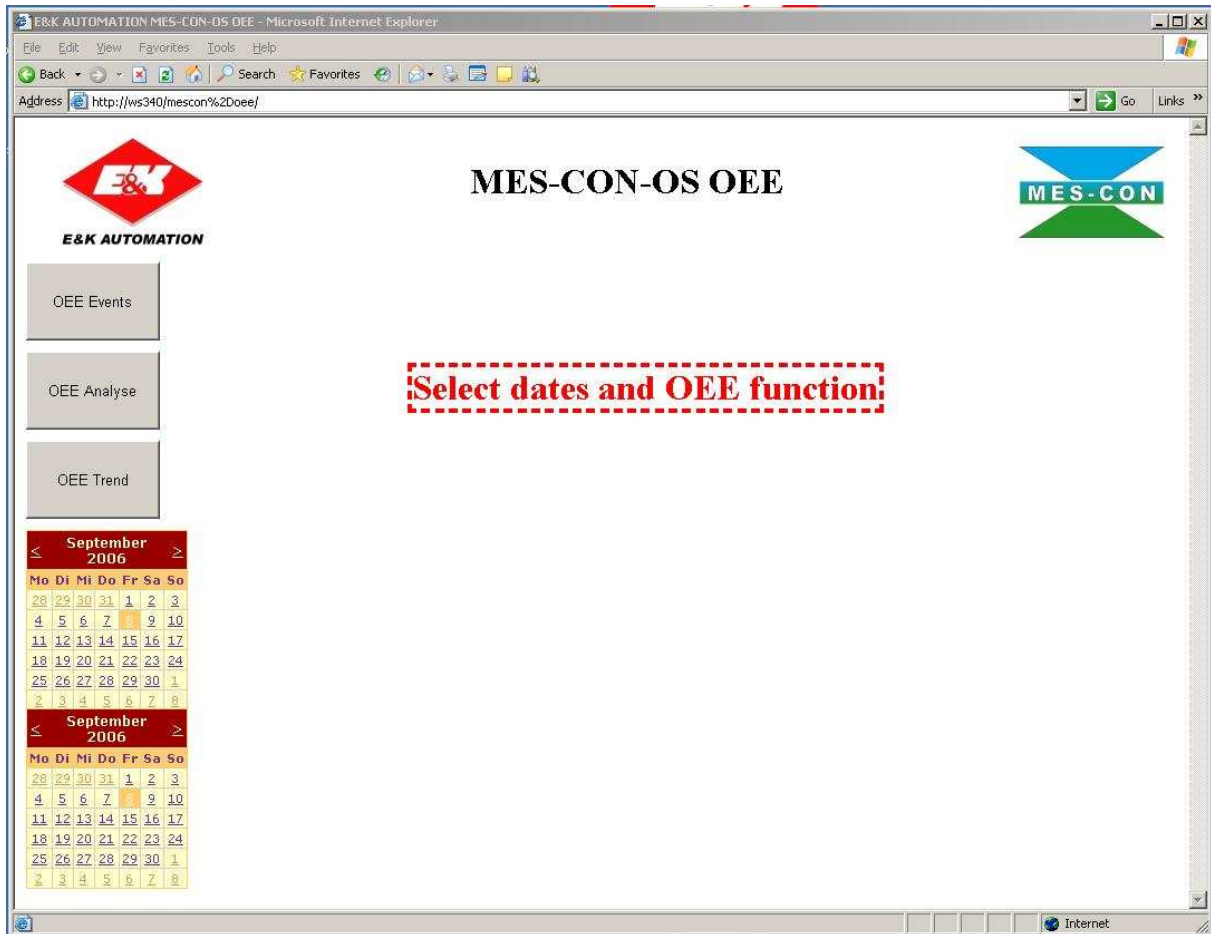 E&K AUTOMATION MES-CON-OS OEE - Microsoft Internet Explorer
File Edit View Favorites Tools Help
Back Search Favorites
Address http://ws340/mescon%2Doee/ Go Links »
E&K
E&K AUTOMATION
MES-CON-OS OEE
MES-CON
OEE Events
OEE Analyse
OEE Trend
Select dates and OEE function
< September 2006 >
Mo Di Mi Do Fr Sa So
28 29 30 31 1 2 3
4 5 6 7 8 9 10
11 12 13 14 15 16 17
18 19 20 21 22 23 24
25 26 27 28 29 30 1
2 3 4 5 6 7 8
< September 2006 >
Mo Di Mi Do Fr Sa So
28 29 30 31 1 2 3
4 5 6 7 8 9 10
11 12 13 14 15 16 17
18 19 20 21 22 23 24
25 26 27 28 29 30 1
2 3 4 5 6 7 8
Internet